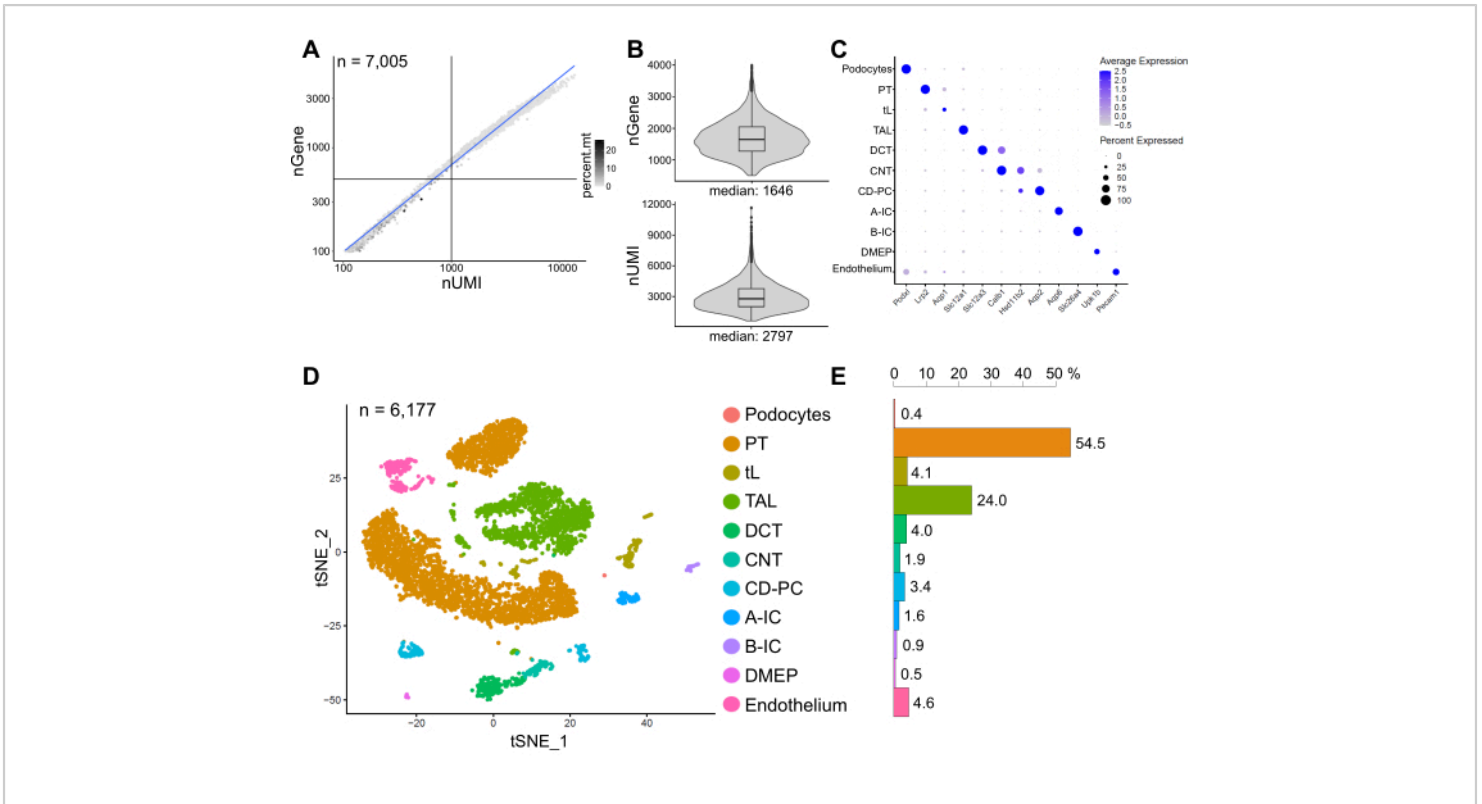 A
n = 7,005
nGene
3000
1000
300
100
100 1000 10000
nUMI
percent.mt
20
10
0
B
nGene
4000
3000
2000
1000
median: 1646
nUMI
12000
9000
6000
3000
median: 2797
C
Podocytes
PT
tL
TAL
DCT
CNT
CD-PC
A-IC
B-IC
DMEP
Endothelium
Podxl Lrp2 Aqp1 Slc12a1 Slc12a3 Calb1 Hsd11b2 Aqp2 Aqp6 Slc26a4 Upk1b Pecam1
Average Expression
2.5
2.0
1.5
1.0
0.5
0.0
−0.5
Percent Expressed
0
25
50
75
100
D
n = 6,177
tSNE_2
25
0
−25
−50
−20 0 20 40
tSNE_1
Podocytes
PT
tL
TAL
DCT
CNT
CD-PC
A-IC
B-IC
DMEP
Endothelium
E
0 10 20 30 40 50 %
0.4
54.5
4.1
24.0
4.0
1.9
3.4
1.6
0.9
0.5
4.6